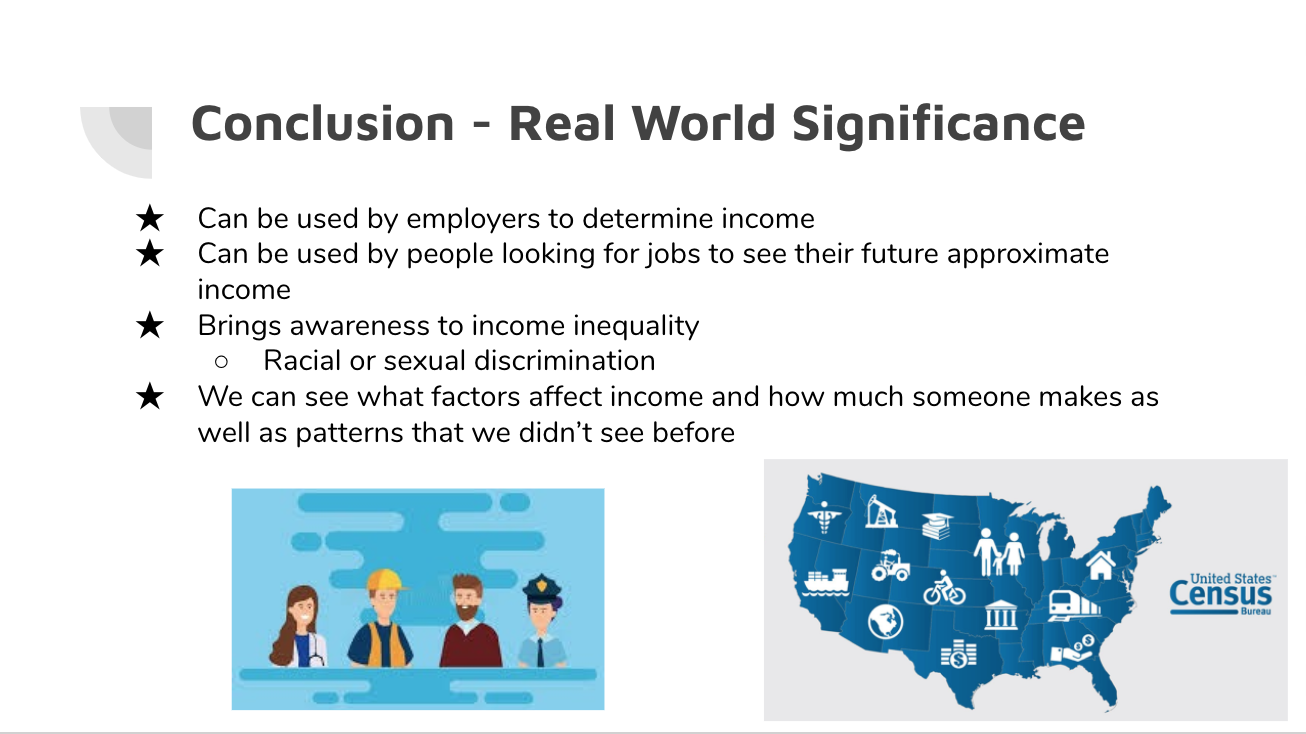 Conclusion - Real World Significance
★ Can be used by employers to determine income
★ Can be used by people looking for jobs to see their future approximate
income
★ Brings awareness to income inequality
○ Racial or sexual discrimination
★ We can see what factors affect income and how much someone makes as
well as patterns that we didn’t see before
United States™
Census
Bureau